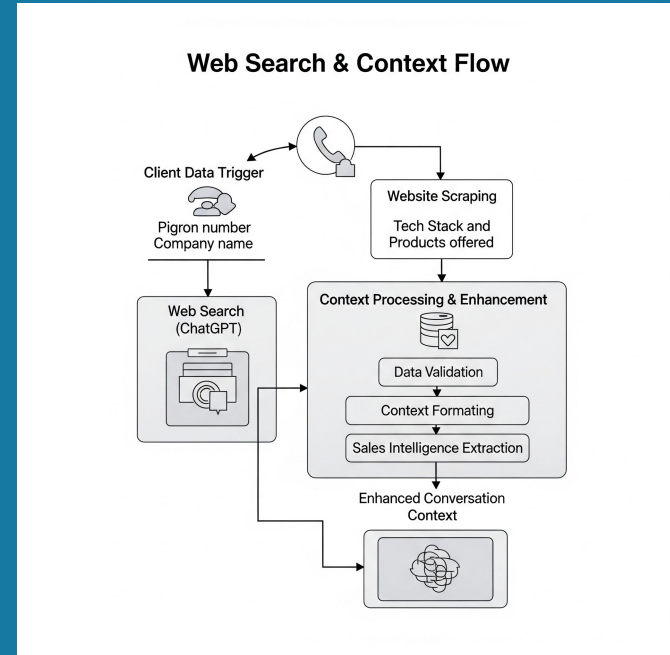 Web Search & Context Flow
Client Data Trigger
Pigron number
Company name
Web Search
(ChatGPT)
Website Scraping
Tech Stack and
Products offered
Context Processing & Enhancement
Data Validation
Context Formating
Sales Intelligence Extraction
Enhanced Conversation
Context